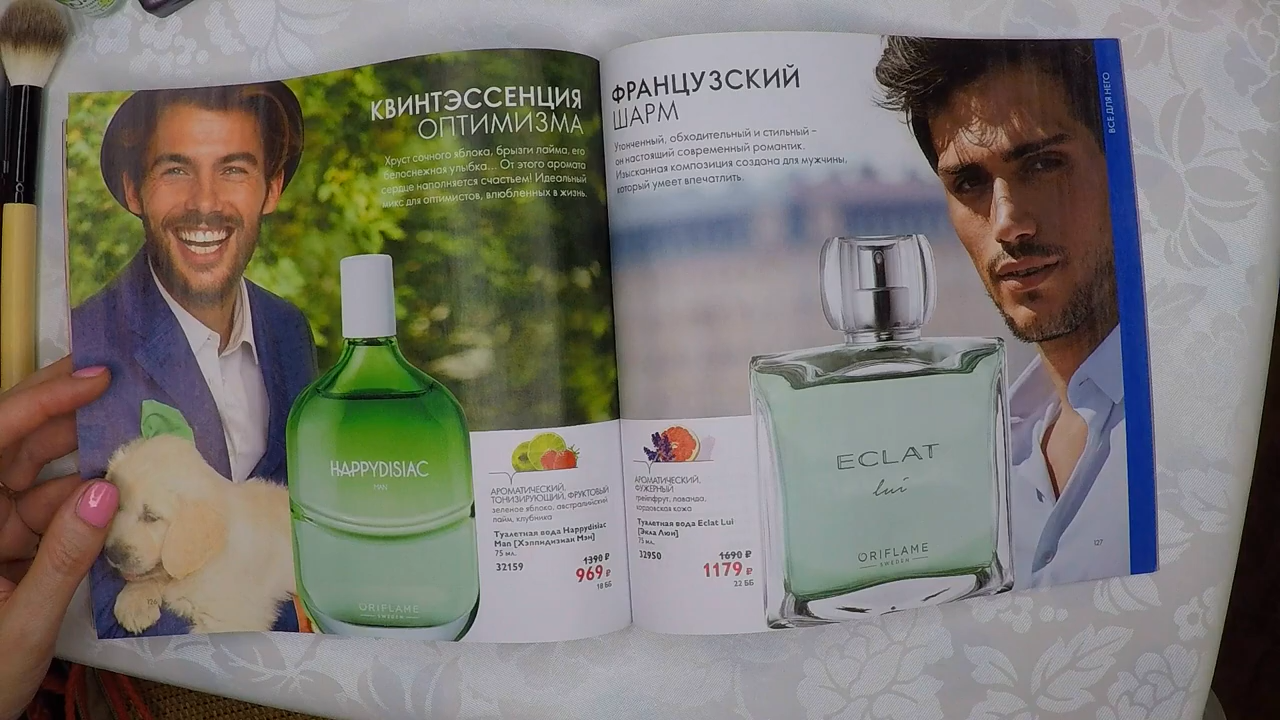 КВИНТЭССЕНЦИЯ
ОПТИМИЗМА
Хруст сочного яблока, брызги лайма, его
белоснежная улыбка... От этого аромата
сердце наполняется счастьем! Идеальный
микс для оптимистов, влюбленных в жизнь.
HAPPYDISIAC
MAN
ORIFLAME
SWEDEN
АРОМАТИЧЕСКИЙ,
ТОНИЗИРУЮЩИЙ, ФРУКТОВЫЙ
зеленое яблоко, австралийский
лайм, клубника
Туалетная вода Happydisiac
Man [Хэппидизиак Мэн]
75 мл.
32159
1390 ₽
969 ₽
18 ББ
126
ФРАНЦУЗСКИЙ
ШАРМ
Утонченный, обходительный и стильный –
он настоящий современный романтик.
Изысканная композиция создана для мужчины,
который умеет впечатлить.
АРОМАТИЧЕСКИЙ,
ФУЖЕРНЫЙ
грейпфрут, лаванда,
кордовская кожа
Туалетная вода Eclat Lui
[Экла Люи]
75 мл.
32950
1690 ₽
1179 ₽
22 ББ
ECLAT
lui
ORIFLAME
SWEDEN
ВСЕ ДЛЯ НЕГО
127